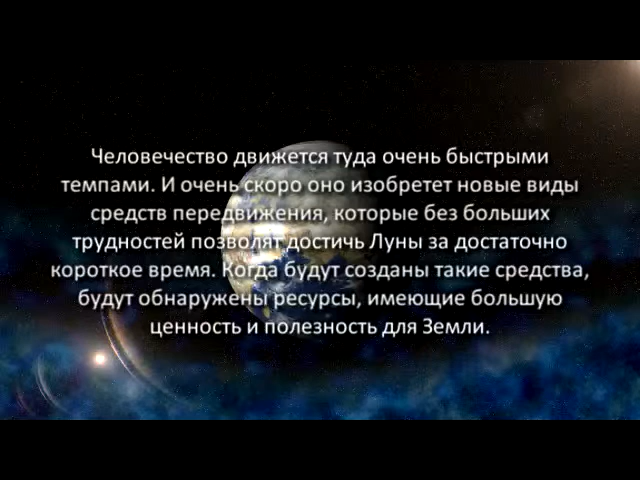 Человечество движется туда очень быстрыми
темпами. И очень скоро оно изобретет новые виды
средств передвижения, которые без больших
трудностей позволят достичь Луны за достаточно
короткое время. Когда будут созданы такие средства,
будут обнаружены ресурсы, имеющие большую
ценность и полезность для Земли.